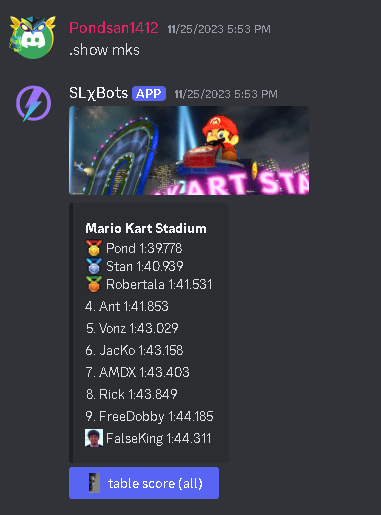 Pondsan1412 11/25/2023 5:53 PM
.show mks
SLχBots APP 11/25/2023 5:53 PM
KART STA
Mario Kart Stadium
Pond 1:39.778
Stan 1:40.939
Robertala 1:41.531
4. Ant 1:41.853
5. Vonz 1:43.029
6. JacKo 1:43.158
7. AMDX 1:43.403
8. Rick 1:43.849
9. FreeDobby 1:44.185
FalseKing 1:44.311
table score (all)